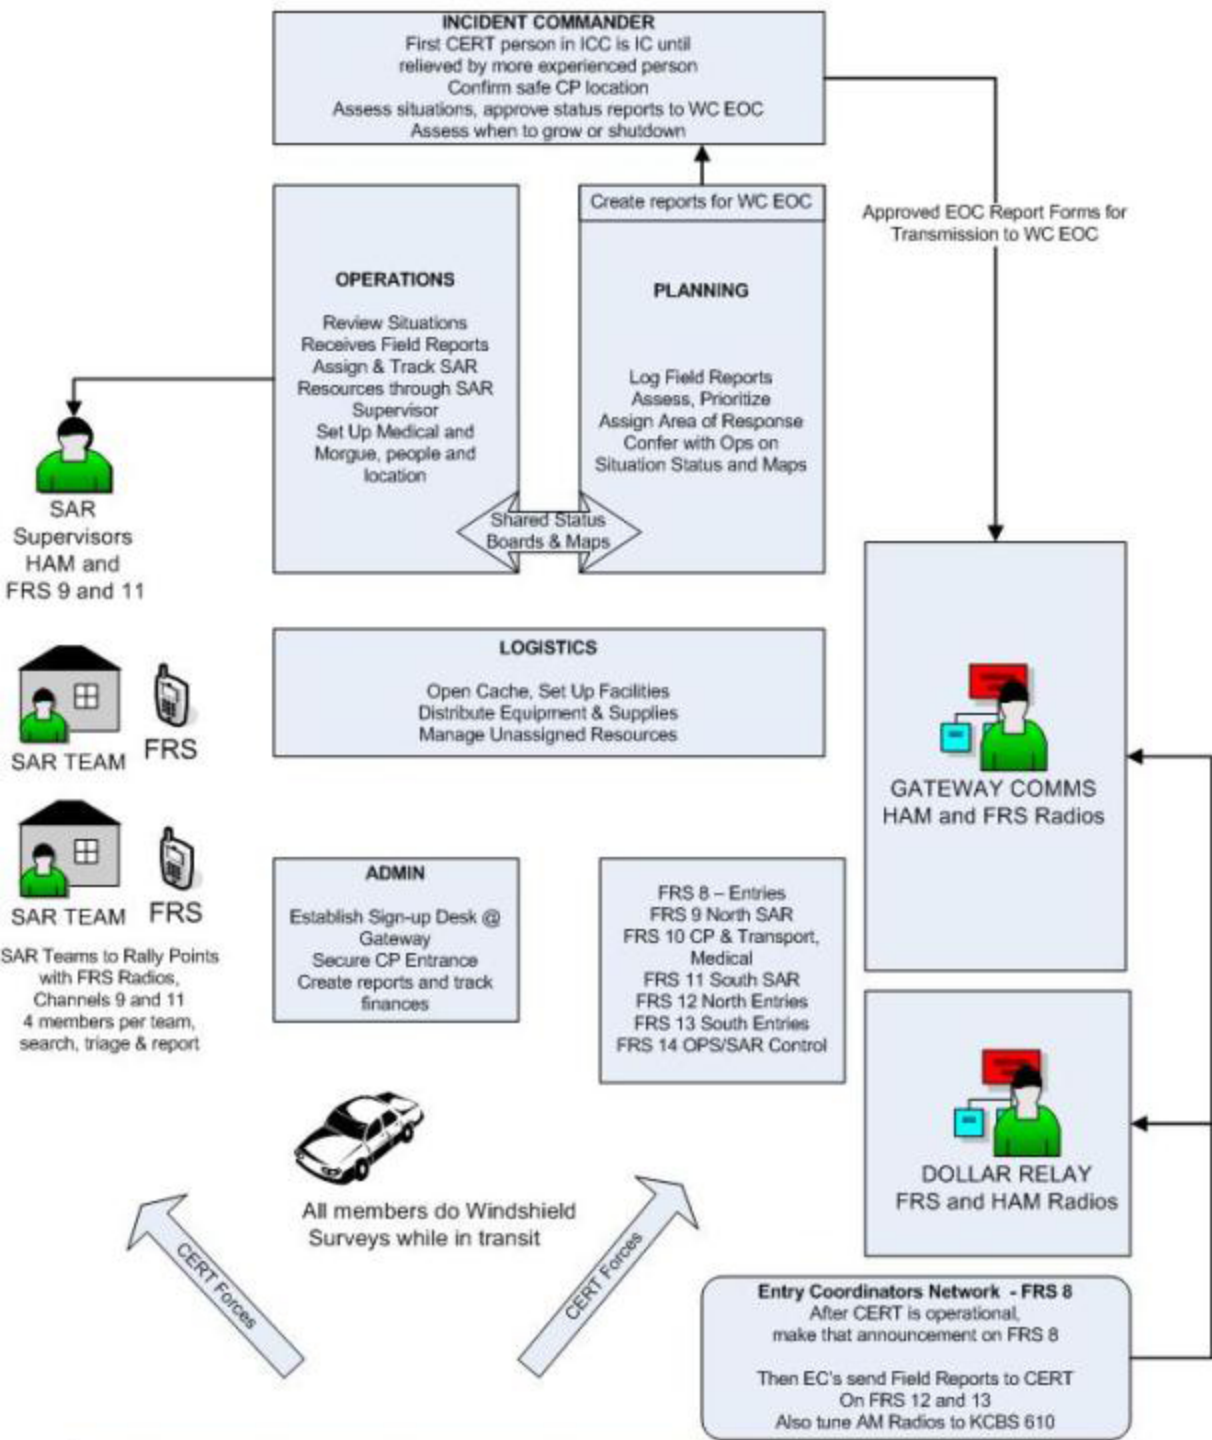 INCIDENT COMMANDER
First CERT person in ICC is IC until
relieved by more experienced person
Confirm safe CP location
Assess situations, approve status reports to WC EOC
Assess when to grow or shutdown
Approved EOC Report Forms for
Transmission to WC EOC
OPERATIONS
Review Situations
Receives Field Reports
Assign & Track SAR
Resources through SAR
Supervisor
Set Up Medical and
Morgue, people and
location
Create reports for WC EOC
PLANNING
Log Field Reports
Assess, Prioritize
Assign Area of Response
Confer with Ops on
Situation Status and Maps
Shared Status
Boards & Maps
SAR
Supervisors
HAM and
FRS 9 and 11
LOGISTICS
Open Cache, Set Up Facilities
Distribute Equipment & Supplies
Manage Unassigned Resources
SAR TEAM
FRS
SAR TEAM
FRS
SAR Teams to Rally Points
with FRS Radios,
Channels 9 and 11
4 members per team,
search, triage & report
GATEWAY COMMS
HAM and FRS Radios
ADMIN
Establish Sign-up Desk @
Gateway
Secure CP Entrance
Create reports and track
finances
FRS 8 – Entries
FRS 9 North SAR
FRS 10 CP & Transport,
Medical
FRS 11 South SAR
FRS 12 North Entries
FRS 13 South Entries
FRS 14 OPS/SAR Control
DOLLAR RELAY
FRS and HAM Radios
All members do Windshield
Surveys while in transit
CERT Forces
CERT Forces
Entry Coordinators Network - FRS 8
After CERT is operational,
make that announcement on FRS 8
Then EC's send Field Reports to CERT
On FRS 12 and 13
Also tune AM Radios to KCBS 610